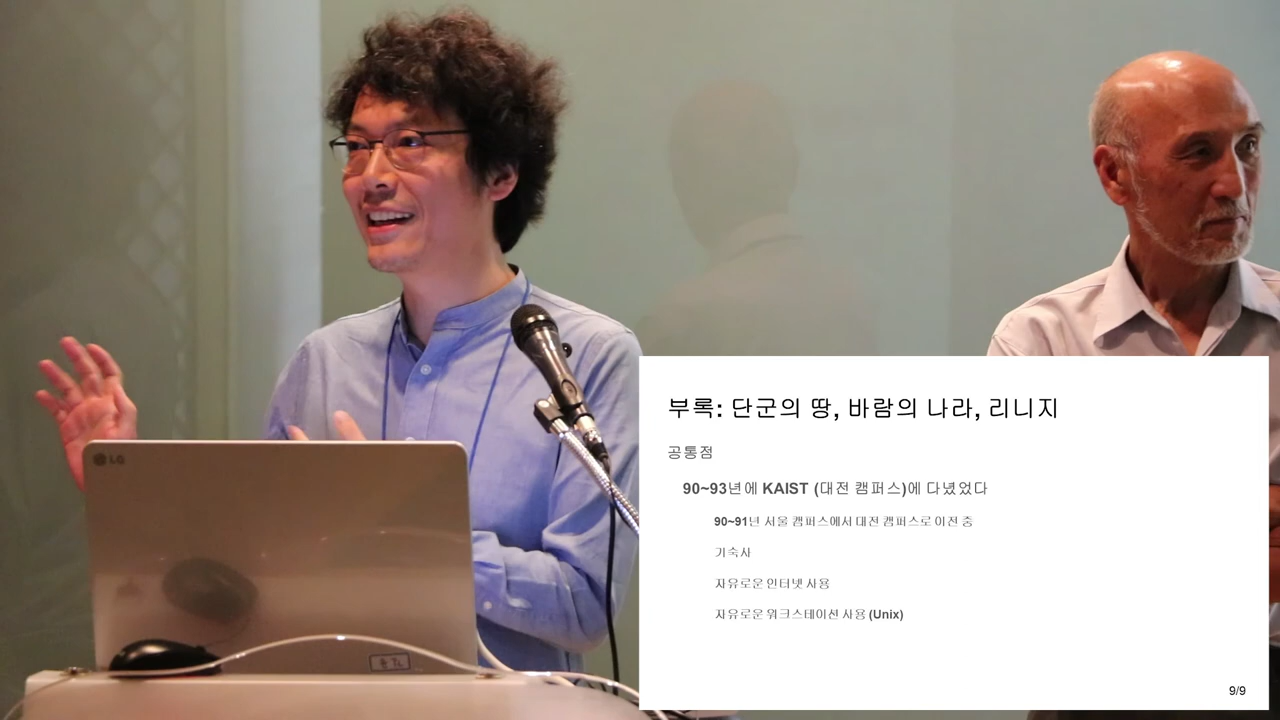 LG
부록: 단군의 땅, 바람의 나라, 리니지
공통점
90~93년에 KAIST (대전 캠퍼스)에 다녔었다
90~91년 서울 캠퍼스에서 대전 캠퍼스로 이전 중
기숙사
자유로운 인터넷 사용
자유로운 워크스테이션 사용 (Unix)
9/9